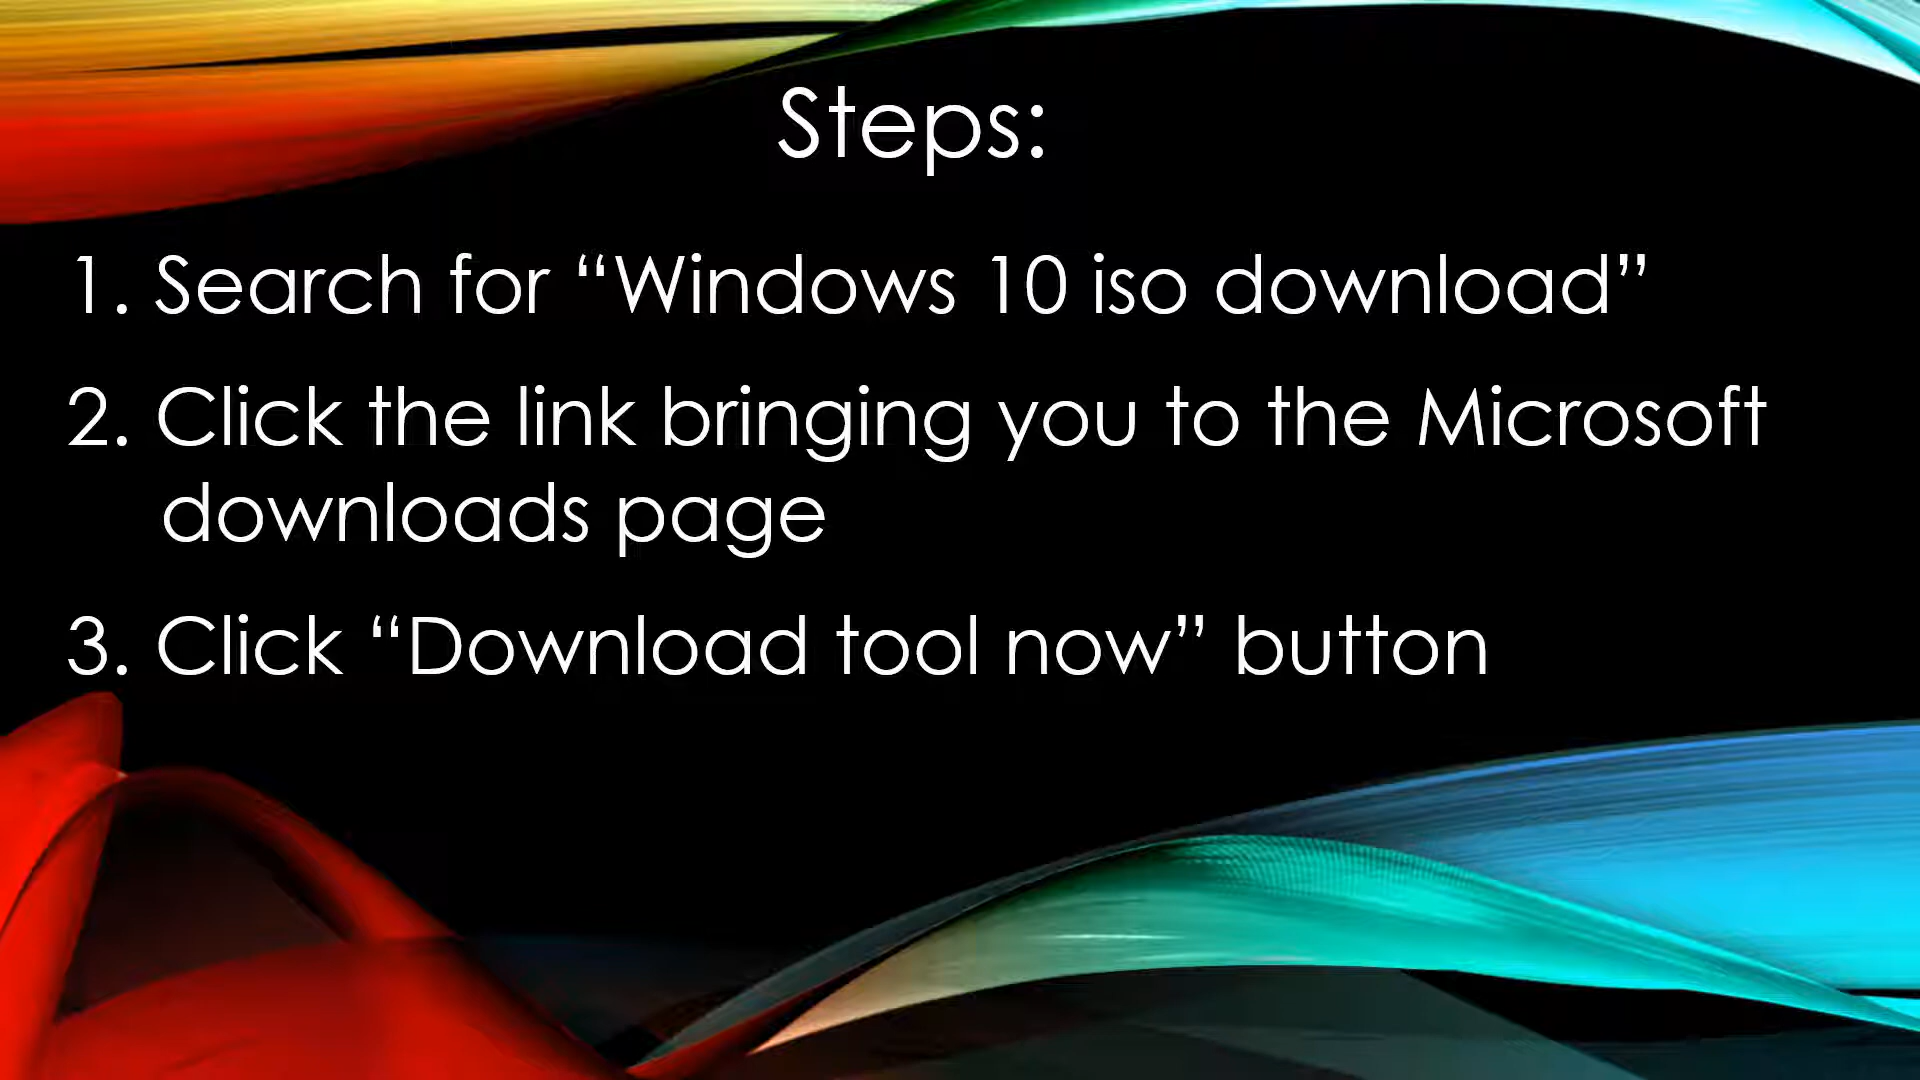 Steps:
1. Search for “Windows 10 iso download”
2. Click the link bringing you to the Microsoft
downloads page
3. Click “Download tool now” button